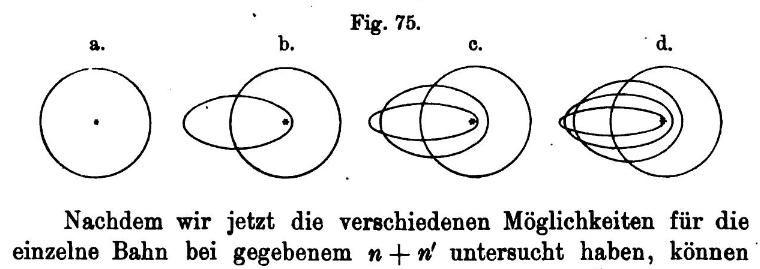 Fig. 75.
a. b. c. d.
Nachdem wir jetzt die verschiedenen Möglichkeiten für die
einzelne Bahn bei gegebenem n + n′ untersucht haben, können